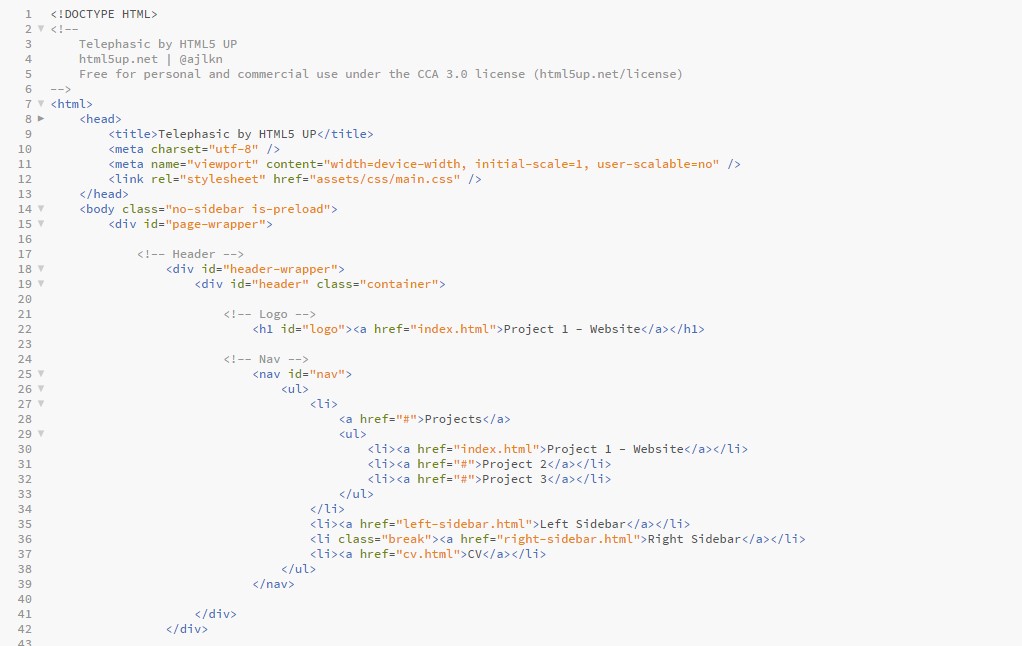 1 <!DOCTYPE HTML>
2 <!--
3 Telephasic by HTML5 UP
4 html5up.net | @ajlkn
5 Free for personal and commercial use under the CCA 3.0 license (html5up.net/license)
6 -->
7 <html>
8 <head>
9 <title>Telephasic by HTML5 UP</title>
10 <meta charset="utf-8" />
11 <meta name="viewport" content="width=device-width, initial-scale=1, user-scalable=no" />
12 <link rel="stylesheet" href="assets/css/main.css" />
13 </head>
14 <body class="no-sidebar is-preload">
15 <div id="page-wrapper">
16
17 <!-- Header -->
18 <div id="header-wrapper">
19 <div id="header" class="container">
20
21 <!-- Logo -->
22 <h1 id="logo"><a href="index.html">Project 1 - Website</a></h1>
23
24 <!-- Nav -->
25 <nav id="nav">
26 <ul>
27 <li>
28 <a href="#">Projects</a>
29 <ul>
30 <li><a href="index.html">Project 1 - Website</a></li>
31 <li><a href="#">Project 2</a></li>
32 <li><a href="#">Project 3</a></li>
33 </ul>
34 </li>
35 <li><a href="left-sidebar.html">Left Sidebar</a></li>
36 <li class="break"><a href="right-sidebar.html">Right Sidebar</a></li>
37 <li><a href="cv.html">CV</a></li>
38 </ul>
39 </nav>
40
41 </div>
42 </div>
43